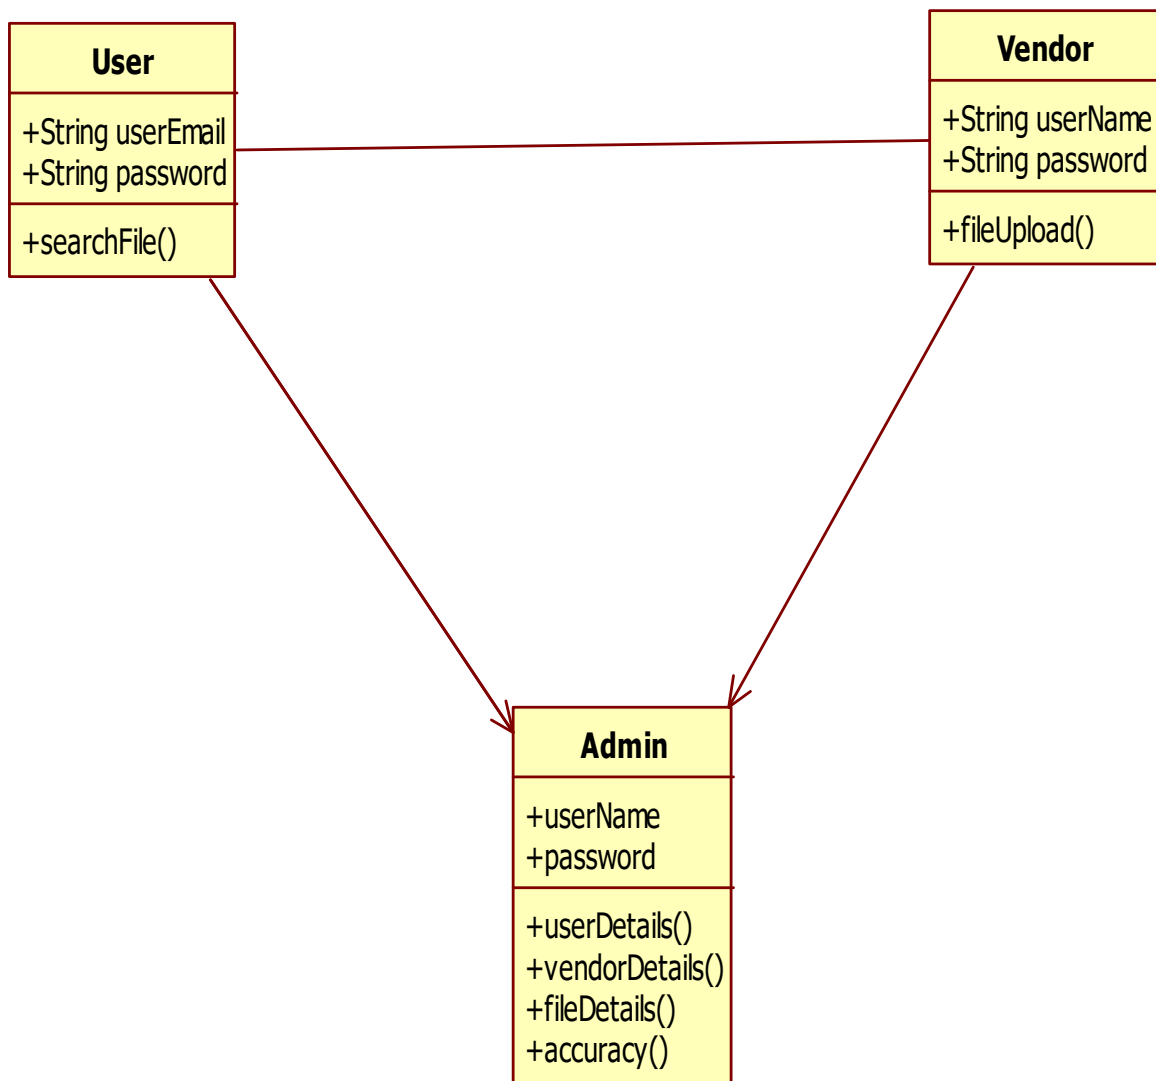 User
+String userEmail
+String password
+searchFile()
Vendor
+String userName
+String password
+fileUpload()
Admin
+userName
+password
+userDetails()
+vendorDetails()
+fileDetails()
+accuracy()